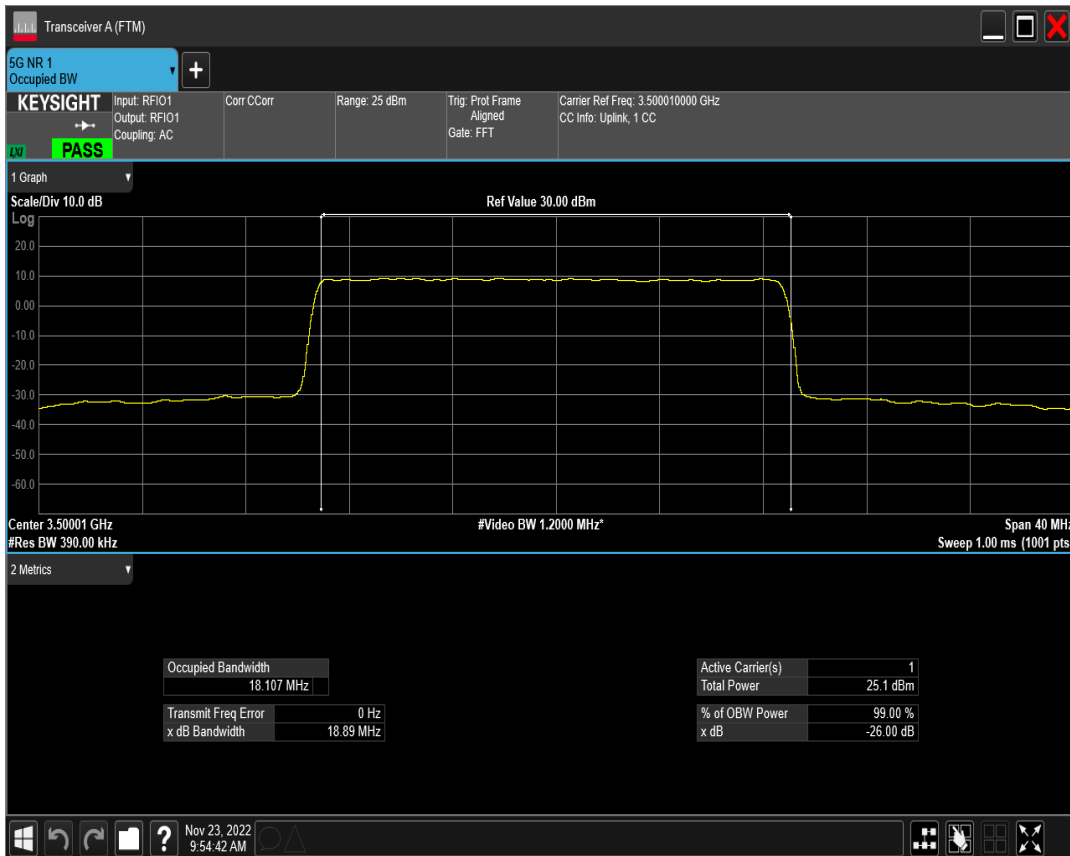 Transceiver A (FTM)
5G NR 1
Occupied BW
+
KEYSIGHT
LXI
PASS
Input: RFIO1
Output: RFIO1
Coupling: AC
Corr CCorr
Range: 25 dBm
Trig: Prot Frame
Aligned
Gate: FFT
Carrier Ref Freq: 3.500010000 GHz
CC Info: Uplink, 1 CC
1 Graph
Scale/Div 10.0 dB
Ref Value 30.00 dBm
Log
20.0
10.0
0.00
-10.0
-20.0
-30.0
-40.0
-50.0
-60.0
Center 3.50001 GHz
#Video BW 1.2000 MHz*
Span 40 MHz
#Res BW 390.00 kHz
Sweep 1.00 ms (1001 pts
2 Metrics
Occupied Bandwidth
18.107 MHz
Transmit Freq Error 0 Hz
x dB Bandwidth 18.89 MHz
Active Carrier(s) 1
Total Power 25.1 dBm
% of OBW Power 99.00 %
x dB -26.00 dB
?
Nov 23, 2022
9:54:42 AM